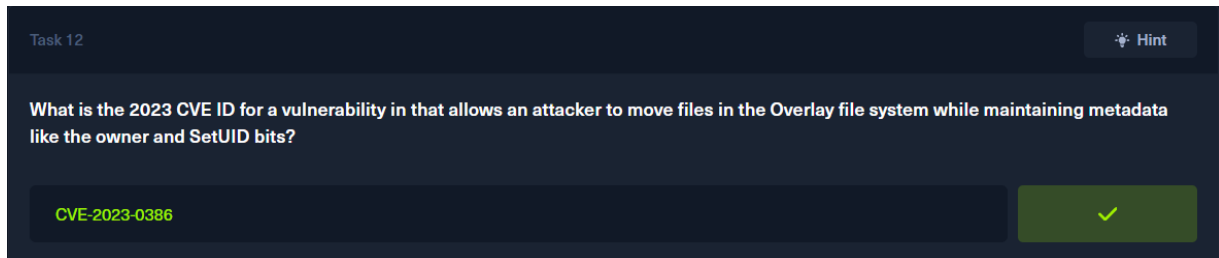 Task 12
Hint
What is the 2023 CVE ID for a vulnerability in that allows an attacker to move files in the Overlay file system while maintaining metadata
like the owner and SetUID bits?
CVE-2023-0386